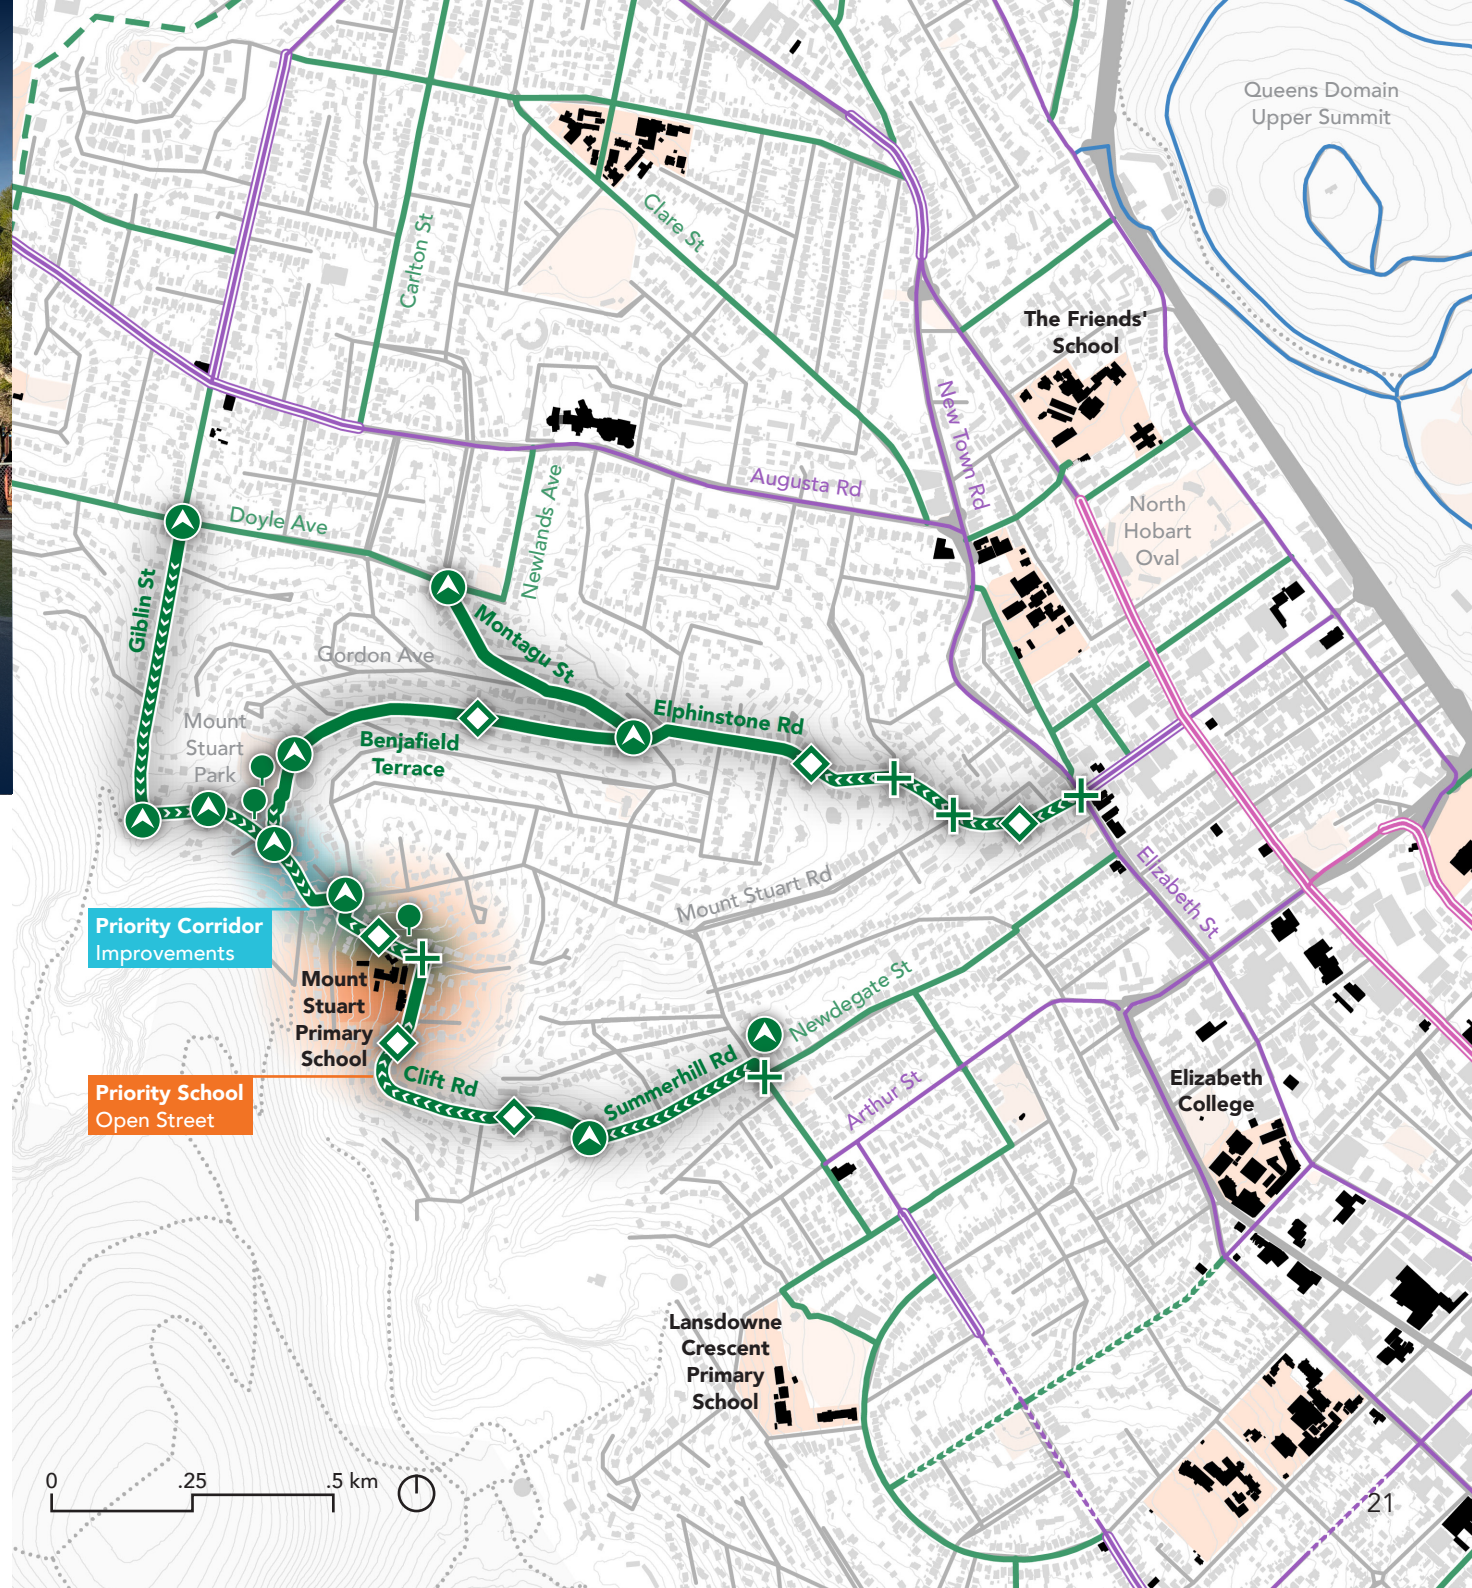 Queens Domain
Upper Summit
Clare St
Carlton St
The Friends'
School
New Town Rd
Augusta Rd
North
Hobart
Oval
Doyle Ave
Newlands Ave
Giblin St
Montagu St
Gordon Ave
Elphinstone Rd
Mount
Stuart
Park
Benjafield
Terrace
Mount Stuart Rd
Elizabeth St
Priority Corridor
Improvements
Mount
Stuart
Primary
School
Newdegate St
Clift Rd
Summerhill Rd
Arthur St
Elizabeth
College
Priority School
Open Street
Lansdowne
Crescent
Primary
School
0 .25 .5 km
21